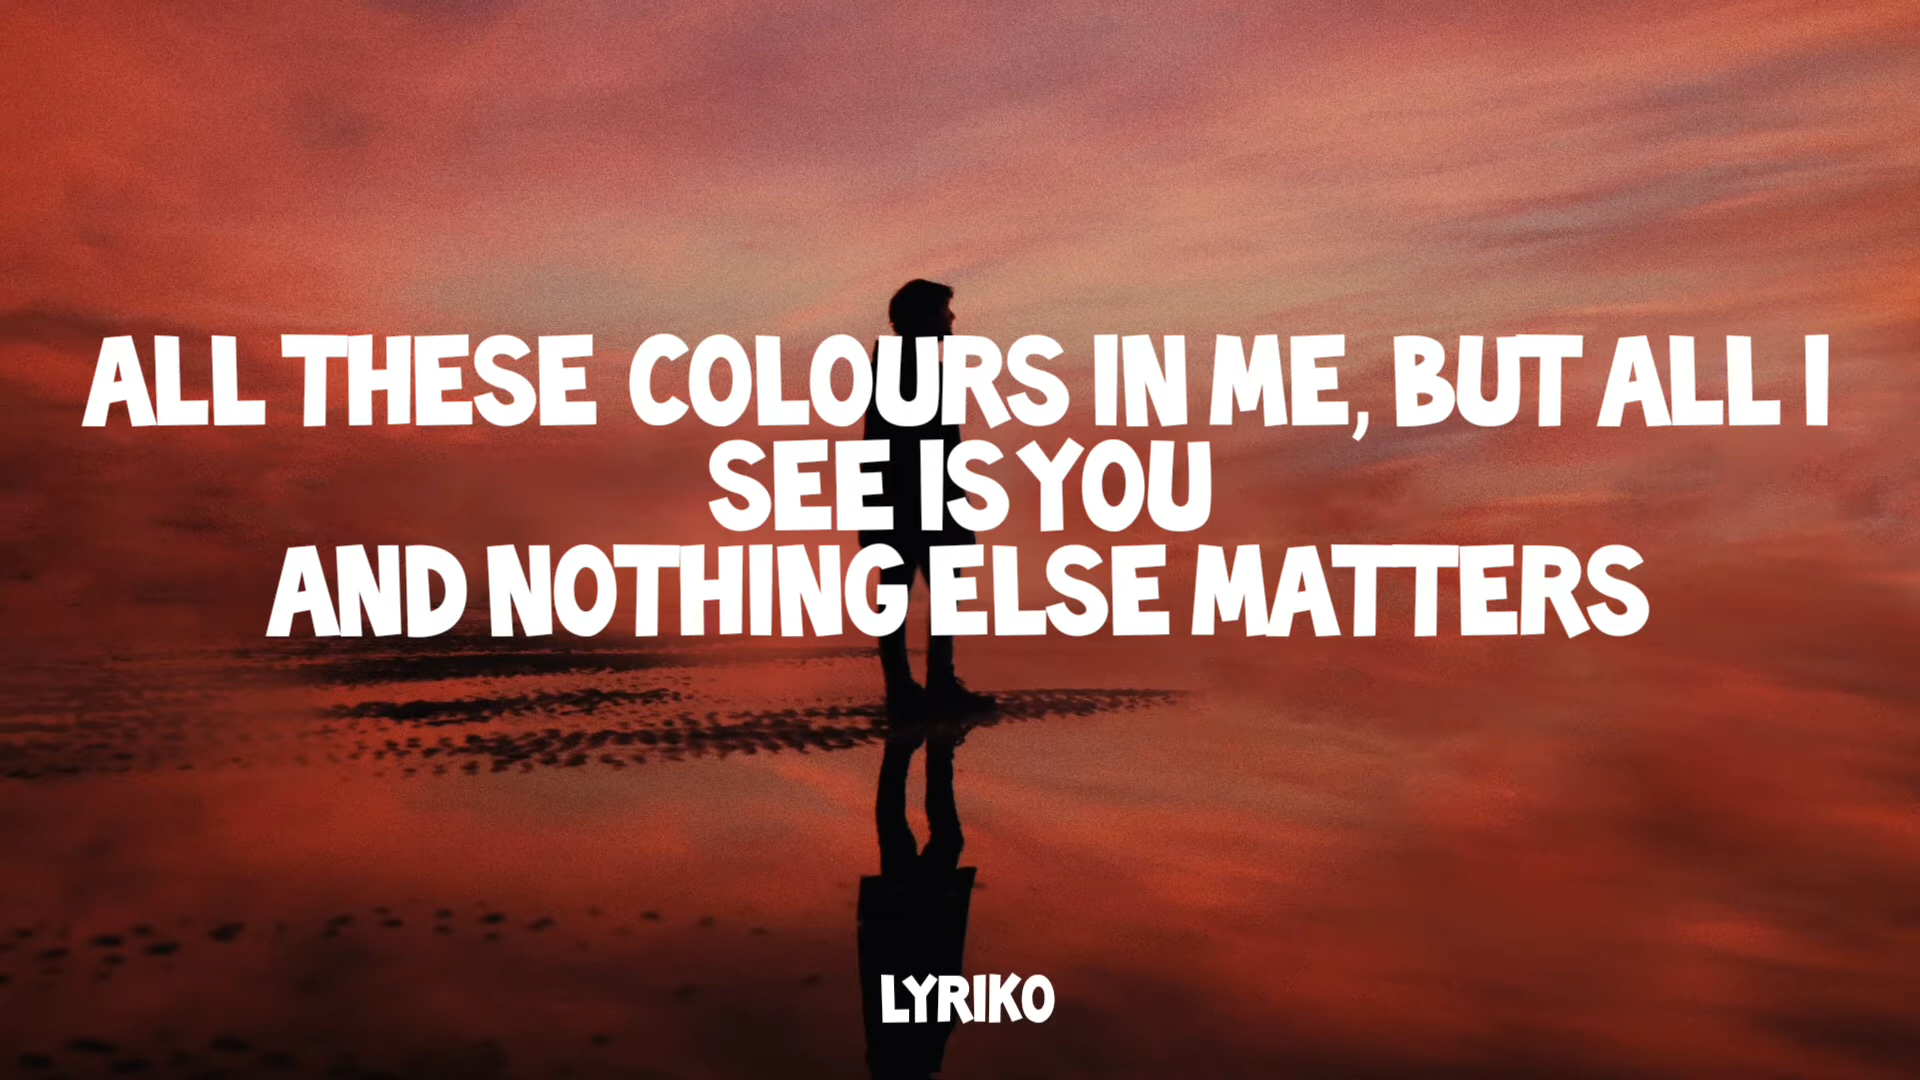 ALL THESE COLOURS IN ME, BUT ALL I
SEE IS YOU
AND NOTHING ELSE MATTERS
LYRIKO